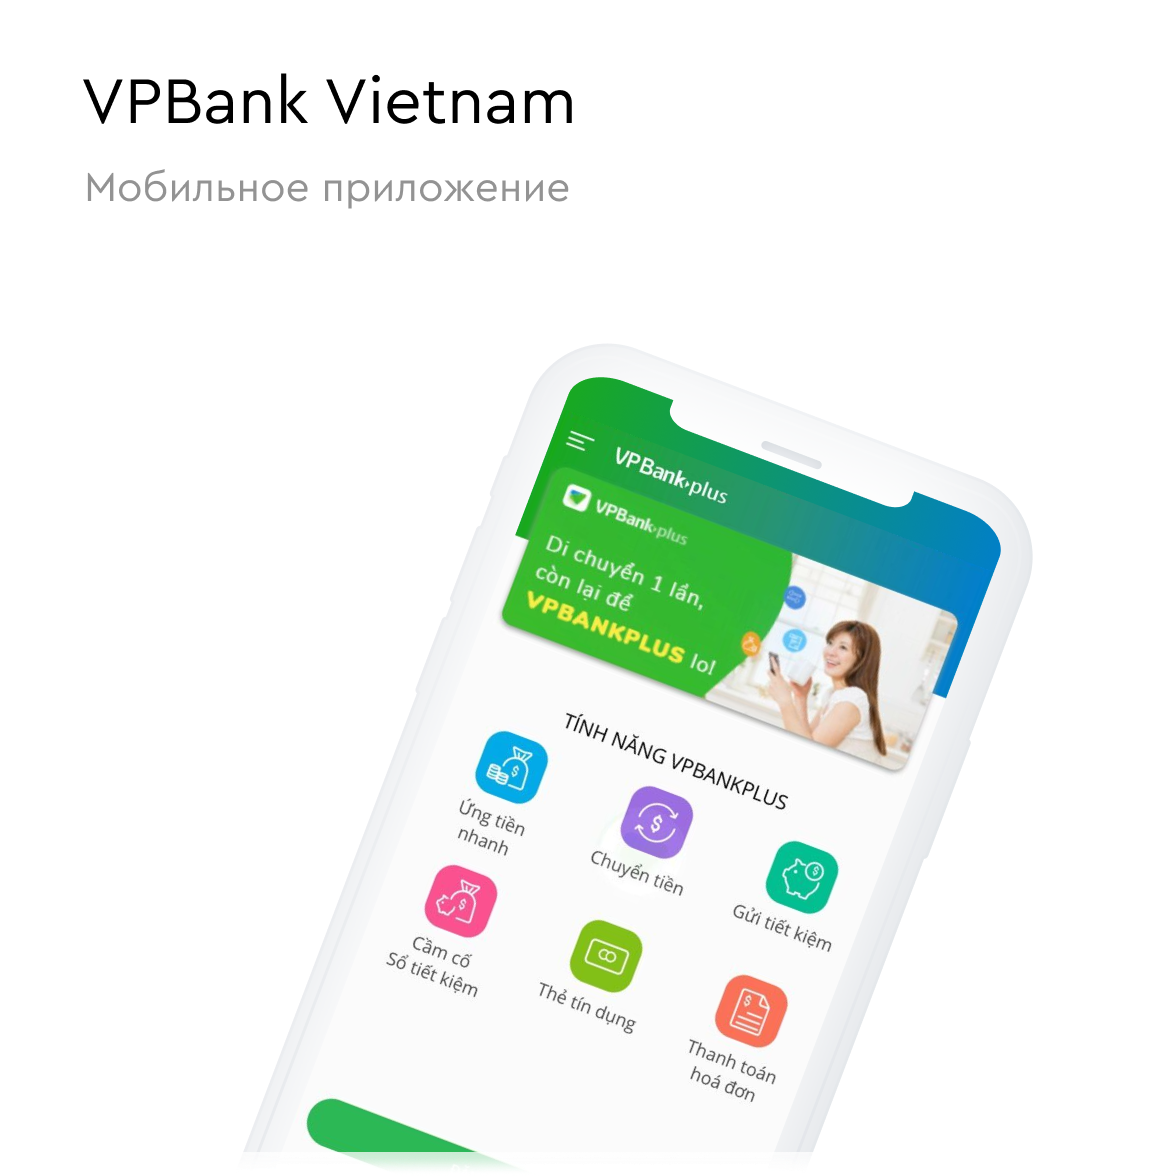 VPBank Vietnam
Мобильное приложение
VPBank plus
VPBank plus
Di chuyển 1 lần,
còn lại để
VPBANKPLUS lo!
TÍNH NĂNG VPBANKPLUS
Ứng tiền
nhanh
Chuyển tiền
Gửi tiết kiệm
Cầm cố
Sổ tiết kiệm
Thẻ tín dụng
Thanh toán
hoá đơn